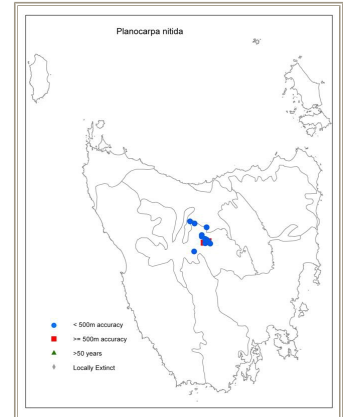 Planocarpa nitida
< 500m accuracy
>= 500m accuracy
>50 years
Locally Extinct